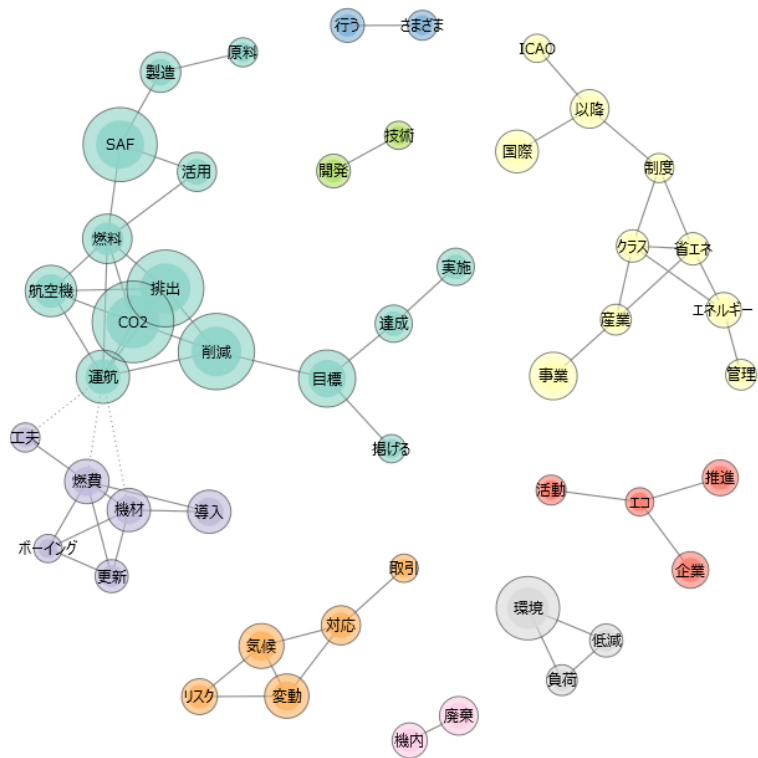 行う
さまざま
ICAO
原料
製造
以降
SAF
技術
国際
開発
活用
制度
燃料
クラス
省エネ
実施
航空機
排出
エネルギー
CO2
達成
産業
削減
運航
目標
事業
管理
工夫
掲げる
燃費
推進
活動
エコ
機材
導入
ボーイング
更新
取引
企業
環境
対応
気候
低減
負荷
リスク
変動
廃棄
機内